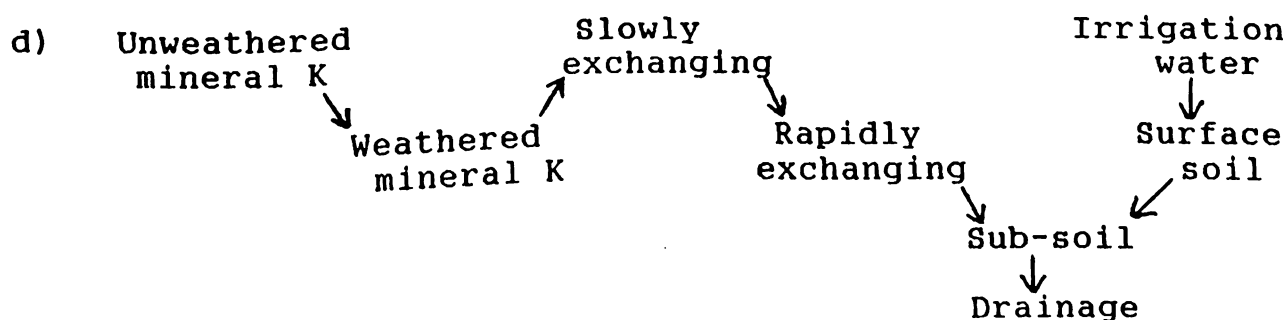 d)
Unweathered
mineral K
Weathered
mineral K
Slowly
exchanging
Rapidly
exchanging
Irrigation
water
Surface
soil
Sub-soil
Drainage